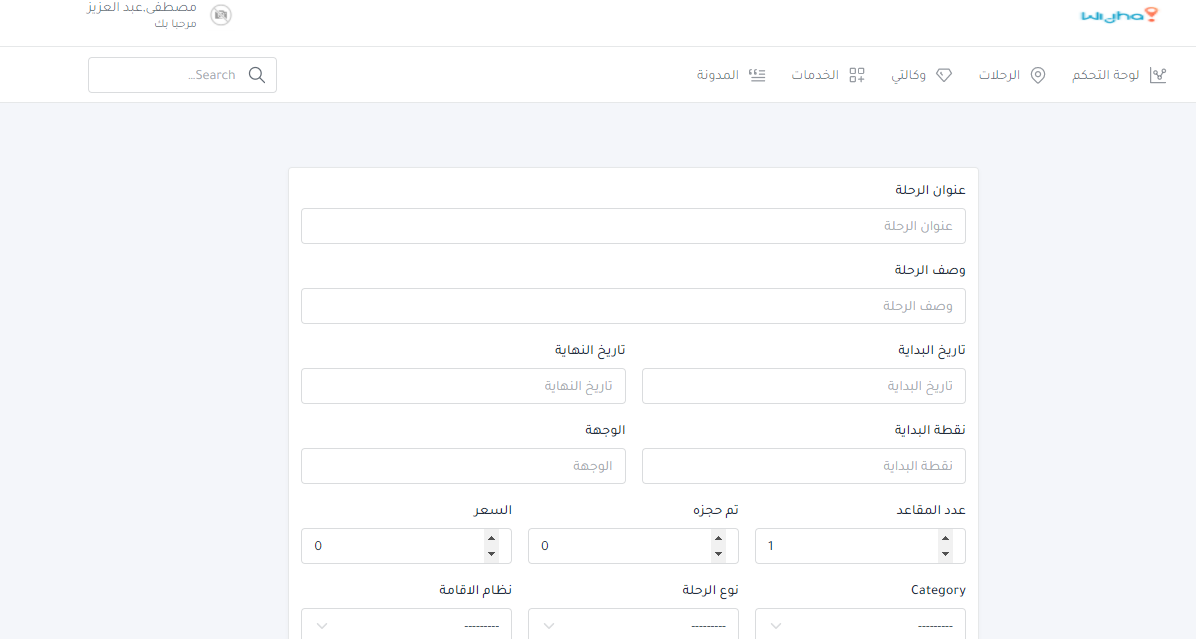 Wijha
مصطفى,عبد العزيز
مرحبا بك
لوحة التحكم
الرحلات
وكالتي
الخدمات
المدونة
Search...
عنوان الرحلة
عنوان الرحلة
وصف الرحلة
وصف الرحلة
تاريخ البداية
تاريخ النهاية
تاريخ البداية
تاريخ النهاية
نقطة البداية
الوجهة
نقطة البداية
الوجهة
عدد المقاعد
تم حجزه
السعر
1
0
0
Category
نوع الرحلة
نظام الاقامة
---------
---------
---------